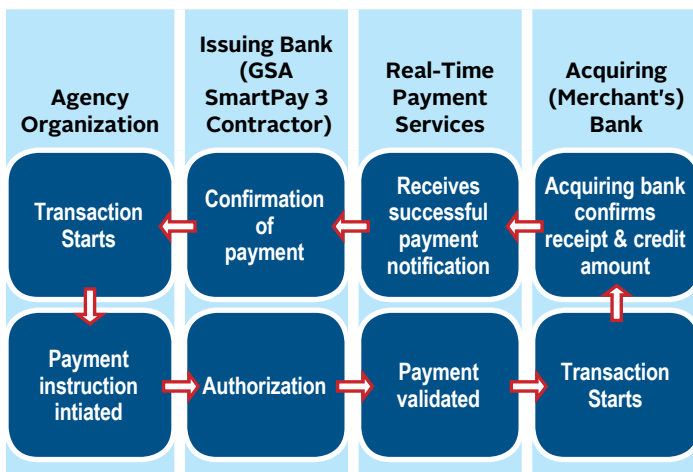 Agency
Organization
Issuing Bank
(GSA
SmartPay 3
Contractor)
Real-Time
Payment
Services
Acquiring
(Merchant's)
Bank
Transaction
Starts
Confirmation
of
payment
Receives
successful
payment
notification
Acquiring bank
confirms
receipt & credit
amount
Payment
instruction
intiated
Authorization
Payment
validated
Transaction
Starts